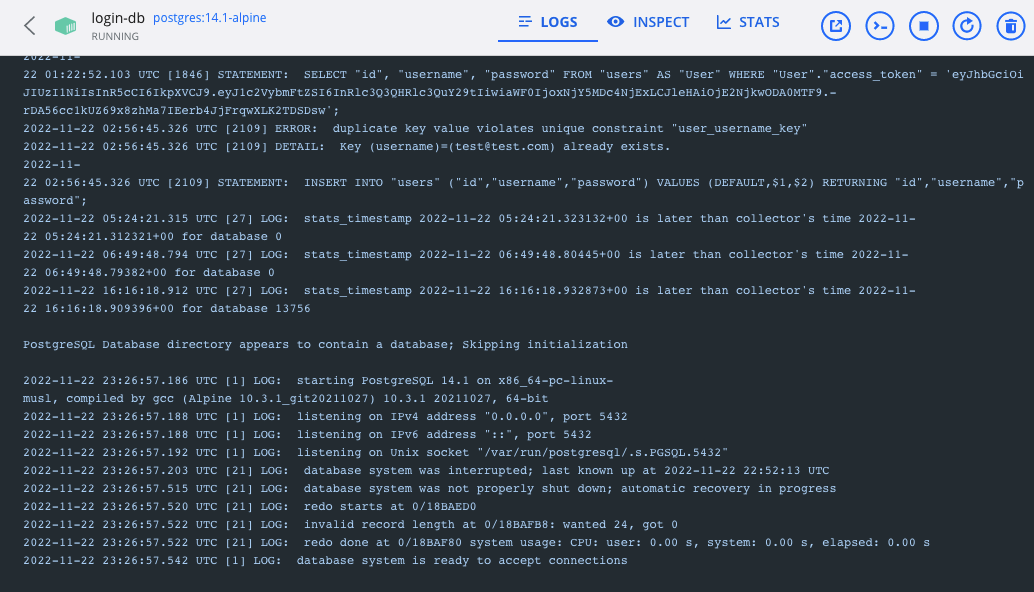 login-db postgres:14.1-alpine
RUNNING
LOGS INSPECT STATS
2022-11-
22 01:22:52.103 UTC [1846] STATEMENT:  SELECT "id", "username", "password" FROM "users" AS "User" WHERE "User"."access_token" = 'eyJhbGciOi
JIUzI1NiIsInR5cCI6IkpXVCJ9.eyJ1c2VybmFtZSI6InRlc3Q3QHRlc3QuY29tIiwiaWF0IjoxNjY5MDc4NjExLCJleHAiOjE2NjkwODA0MTF9.-
rDA56cc1kUZ69x8zhMa7IEerb4JjFrqwXLK2TDSDsw';
2022-11-22 02:56:45.326 UTC [2109] ERROR:  duplicate key value violates unique constraint "user_username_key"
2022-11-22 02:56:45.326 UTC [2109] DETAIL:  Key (username)=(test@test.com) already exists.
2022-11-
22 02:56:45.326 UTC [2109] STATEMENT:  INSERT INTO "users" ("id","username","password") VALUES (DEFAULT,$1,$2) RETURNING "id","username","p
assword";
2022-11-22 05:24:21.315 UTC [27] LOG:  stats_timestamp 2022-11-22 05:24:21.323132+00 is later than collector's time 2022-11-
22 05:24:21.312321+00 for database 0
2022-11-22 06:49:48.794 UTC [27] LOG:  stats_timestamp 2022-11-22 06:49:48.80445+00 is later than collector's time 2022-11-
22 06:49:48.79382+00 for database 0
2022-11-22 16:16:18.912 UTC [27] LOG:  stats_timestamp 2022-11-22 16:16:18.932873+00 is later than collector's time 2022-11-
22 16:16:18.909396+00 for database 13756
PostgreSQL Database directory appears to contain a database; Skipping initialization
2022-11-22 23:26:57.186 UTC [1] LOG:  starting PostgreSQL 14.1 on x86_64-pc-linux-
musl, compiled by gcc (Alpine 10.3.1_git20211027) 10.3.1 20211027, 64-bit
2022-11-22 23:26:57.188 UTC [1] LOG:  listening on IPv4 address "0.0.0.0", port 5432
2022-11-22 23:26:57.188 UTC [1] LOG:  listening on IPv6 address "::", port 5432
2022-11-22 23:26:57.192 UTC [1] LOG:  listening on Unix socket "/var/run/postgresql/.s.PGSQL.5432"
2022-11-22 23:26:57.203 UTC [21] LOG:  database system was interrupted; last known up at 2022-11-22 22:52:13 UTC
2022-11-22 23:26:57.515 UTC [21] LOG:  database system was not properly shut down; automatic recovery in progress
2022-11-22 23:26:57.520 UTC [21] LOG:  redo starts at 0/18BAED0
2022-11-22 23:26:57.522 UTC [21] LOG:  invalid record length at 0/18BAFB8: wanted 24, got 0
2022-11-22 23:26:57.522 UTC [21] LOG:  redo done at 0/18BAF80 system usage: CPU: user: 0.00 s, system: 0.00 s, elapsed: 0.00 s
2022-11-22 23:26:57.542 UTC [1] LOG:  database system is ready to accept connections